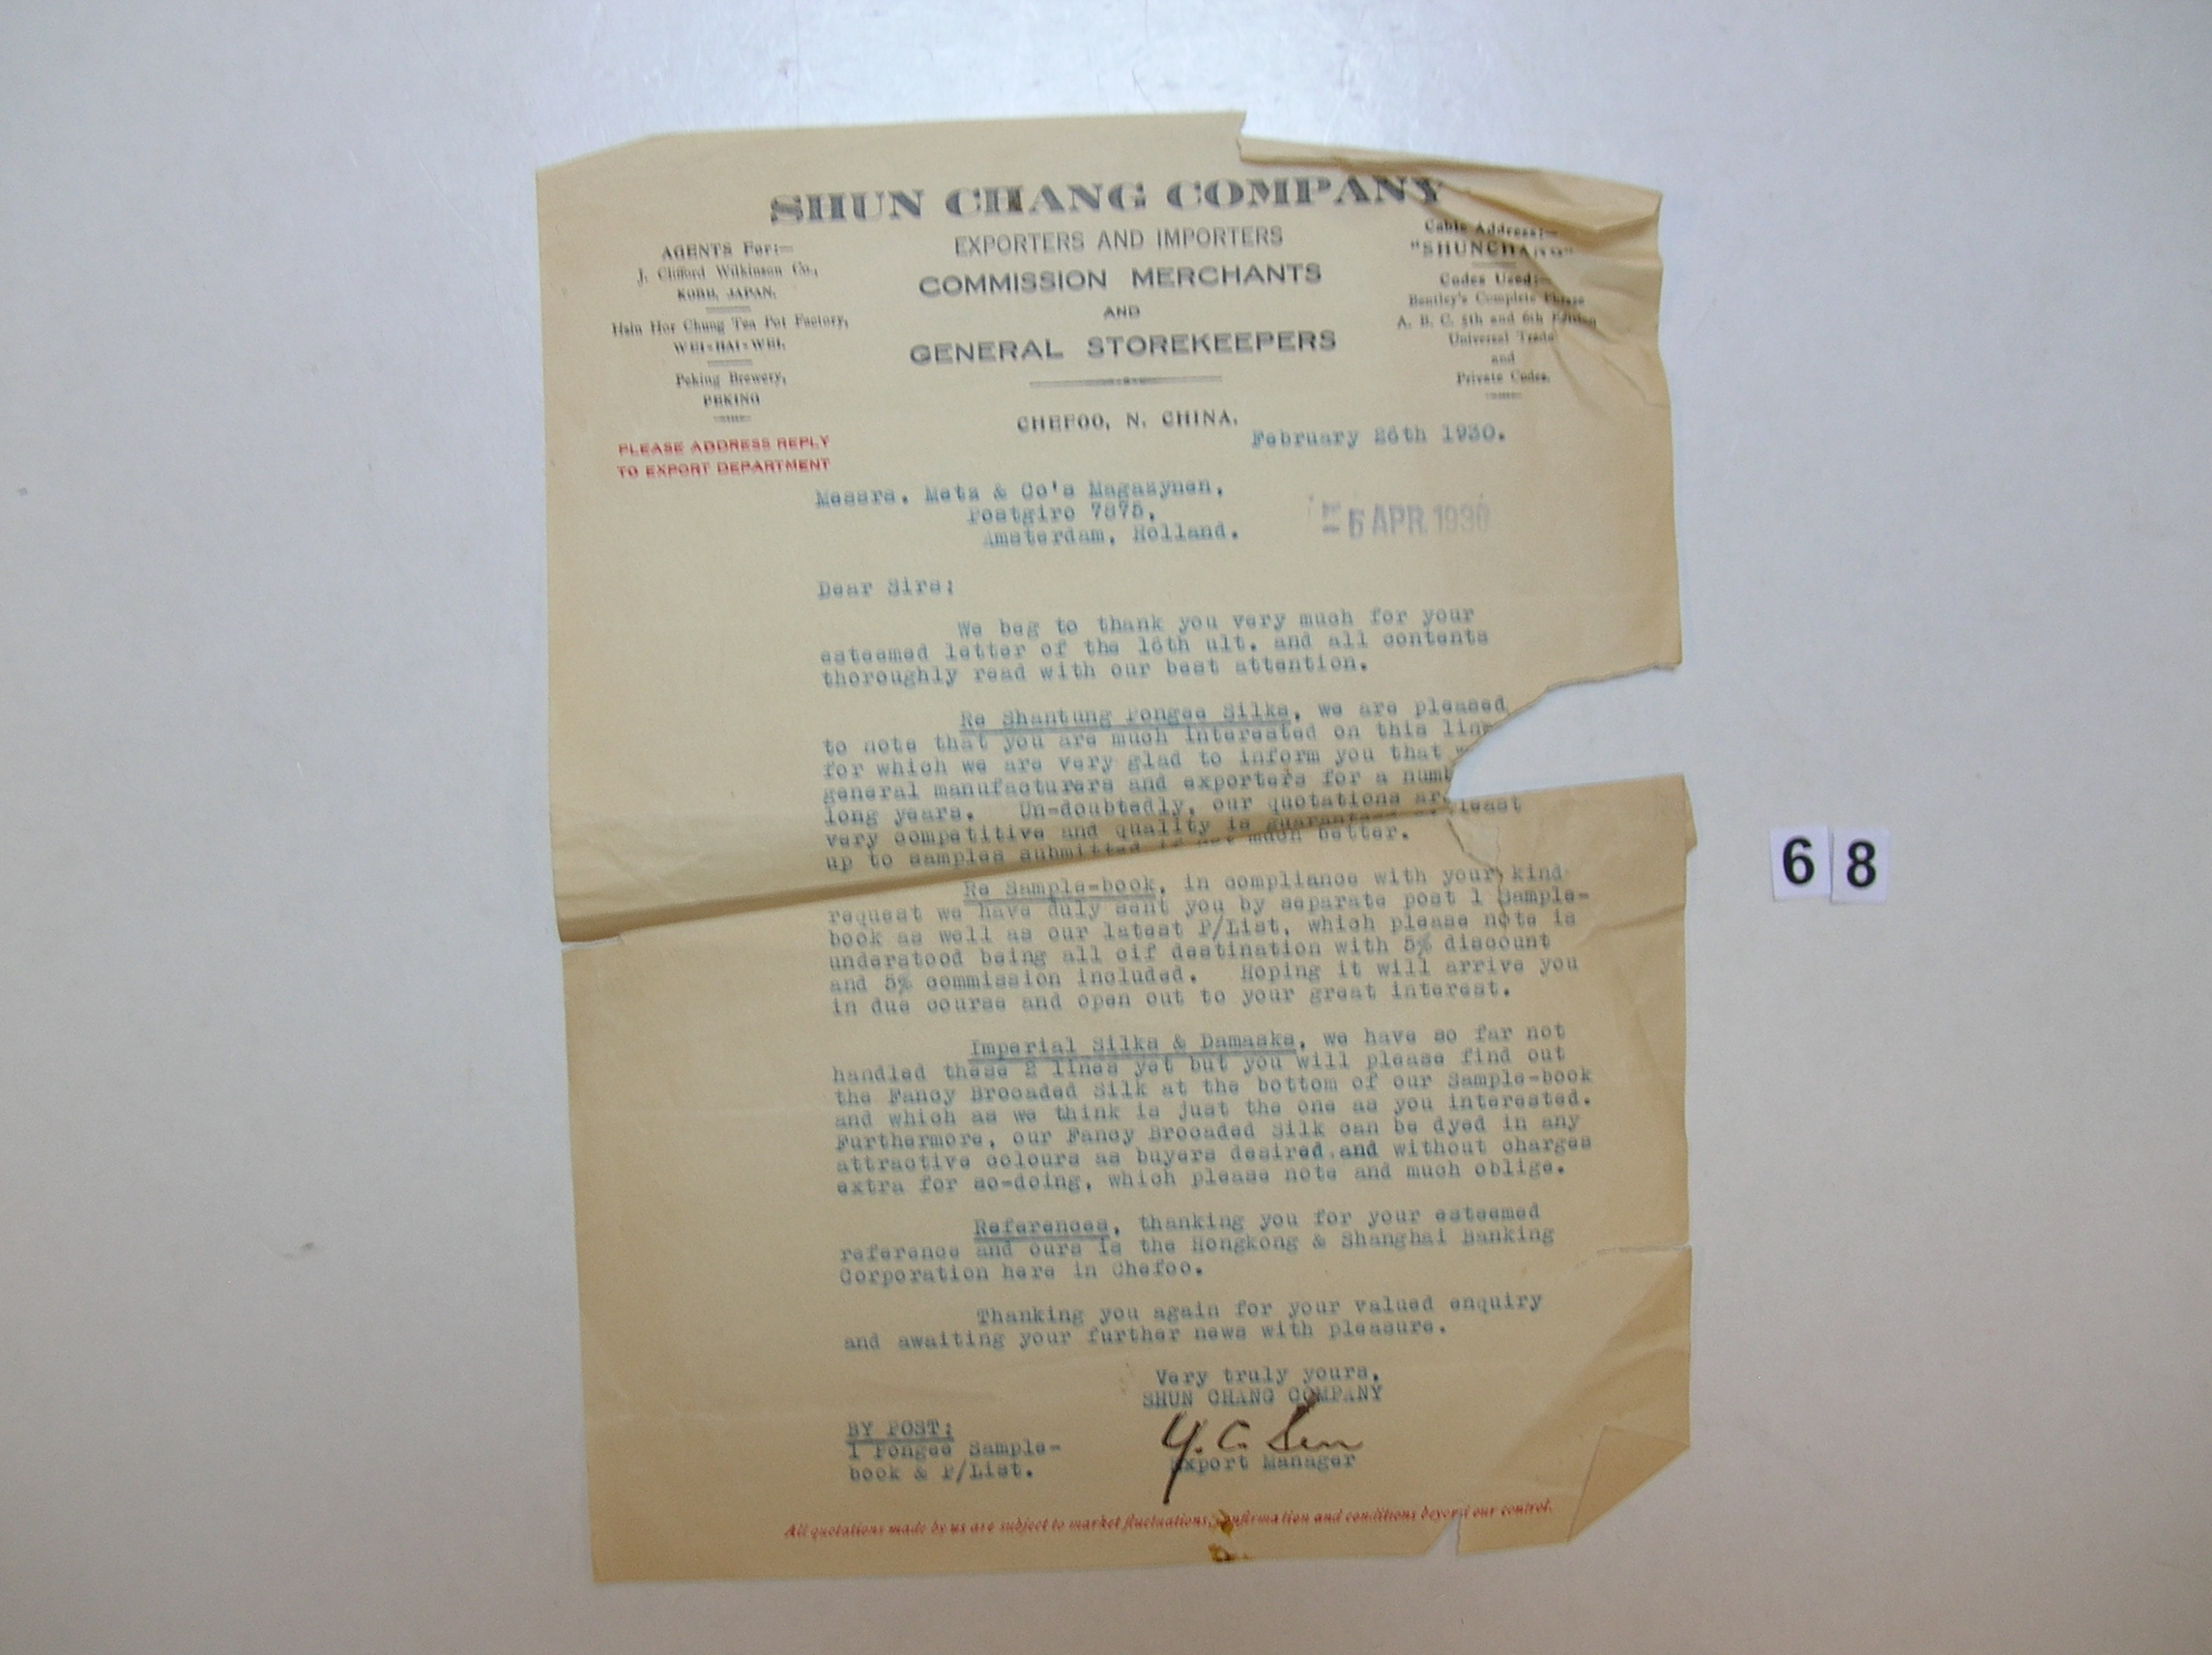 SHUN CHANG COMPANY
EXPORTERS AND IMPORTERS
COMMISSION MERCHANTS
AND
GENERAL STOREKEEPERS
CHEFOO, N. CHINA.
AGENTS For:—
J. Clifford Wilkinson Co.,
KOBE, JAPAN.
Hsin Hor Chung Tea Pot Factory,
WEI-HAI-WEI.
Peking Brewery,
PEKING
PLEASE ADDRESS REPLY
TO EXPORT DEPARTMENT
Cable Address:—
"SHUNCHANG"
Codes Used:—
Bentley's Complete Phrase
A. B. C. 5th and 6th Edition
Universal Trade
and
Private Codes.
February 26th 1930.
Messrs. Metz & Co's Magazynen,
Postgiro 7875,
Amsterdam, Holland.
5 APR. 1930
Dear Sirs:
We beg to thank you very much for your
esteemed letter of the 16th ult. and all contents
thoroughly read with our best attention.
Re Shantung Pongee Silks, we are pleased
to note that you are much interested on this
for which we are very glad to inform you that
general manufacturers and exporters for a
long years. Un-doubtedly, our quotations are least
very competitive and quality is guaranteed
up to samples submitted if not much better.
Re Sample-book, in compliance with your kind
request we have duly sent you by separate post 1 Sample-
book as well as our latest P/List, which please note is
understood being all cif destination with 5% discount
and 5% commission included. Hoping it will arrive you
in due course and open out to your great interest.
Imperial Silks & Damasks, we have so far not
handled these 2 lines yet but you will please find out
the Fancy Brocaded Silk at the bottom of our Sample-book
and which as we think is just the one as you interested.
Furthermore, our Fancy Brocaded Silk can be dyed in any
attractive colours as buyers desired and without charges
extra for so-doing, which please note and much oblige.
References, thanking you for your esteemed
reference and ours is the Hongkong & Shanghai Banking
Corporation here in Chefoo.
Thanking you again for your valued enquiry
and awaiting your further news with pleasure.
Very truly yours,
SHUN CHANG COMPANY
Y. C. Sen
Export Manager
BY POST:
1 Pongee Sample-
book & P/List.
All quotations made by us are subject to market fluctuations, confirmation and conditions beyond our control.
68